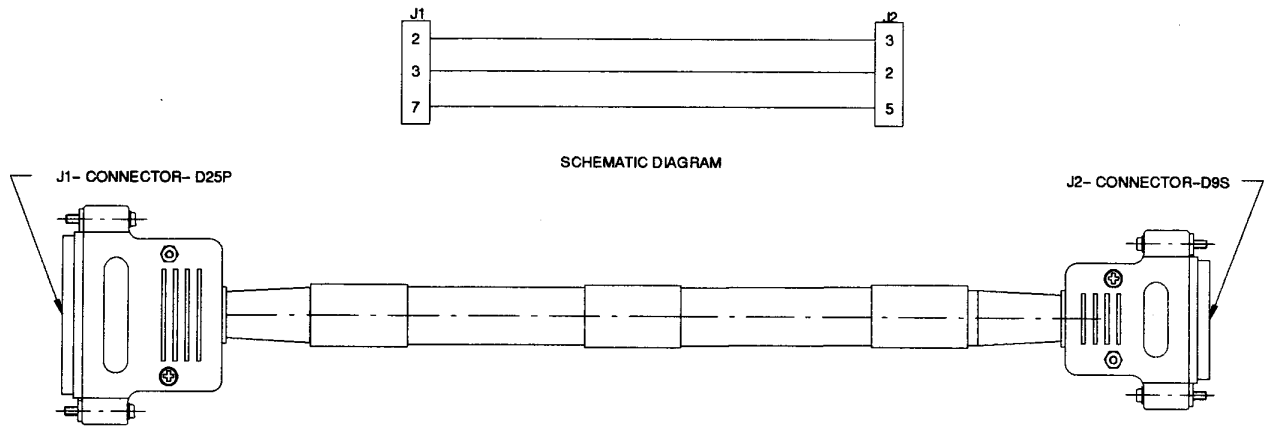 J1 J2
2 3
3 2
7 5
SCHEMATIC DIAGRAM
J1- CONNECTOR- D25P
J2- CONNECTOR-D9S